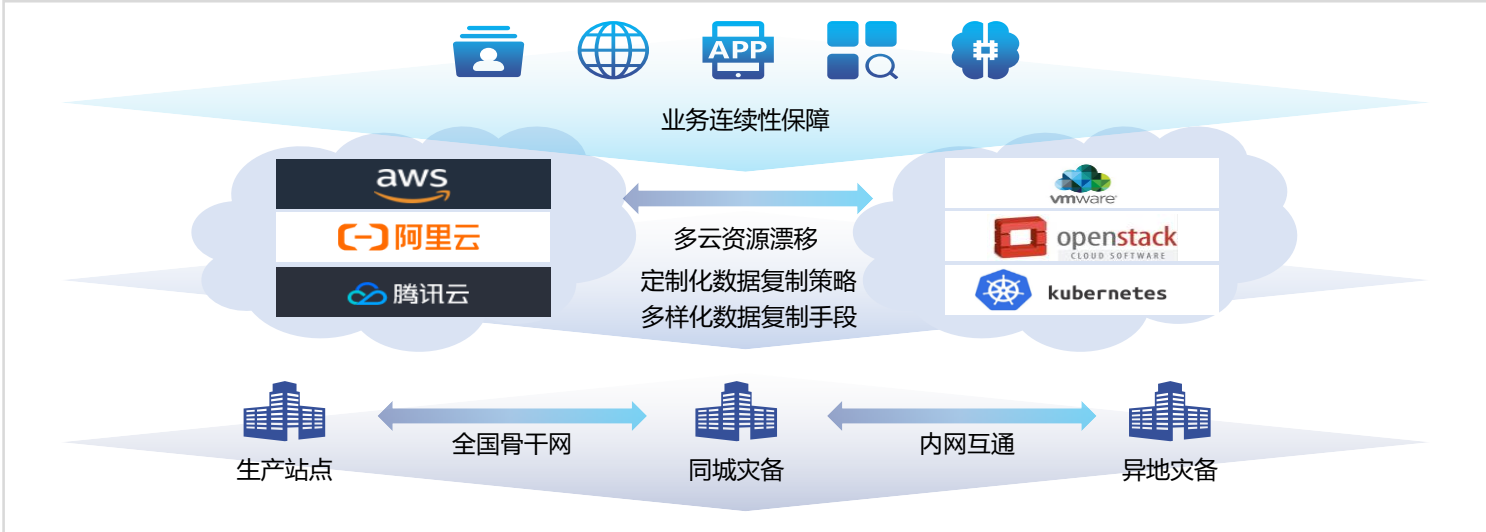 APP
业务连续性保障
aws
阿里云
腾讯云
多云资源漂移
定制化数据复制策略
多样化数据复制手段
vmware
openstack
CLOUD SOFTWARE
kubernetes
全国骨干网
内网互通
生产站点
同城灾备
异地灾备